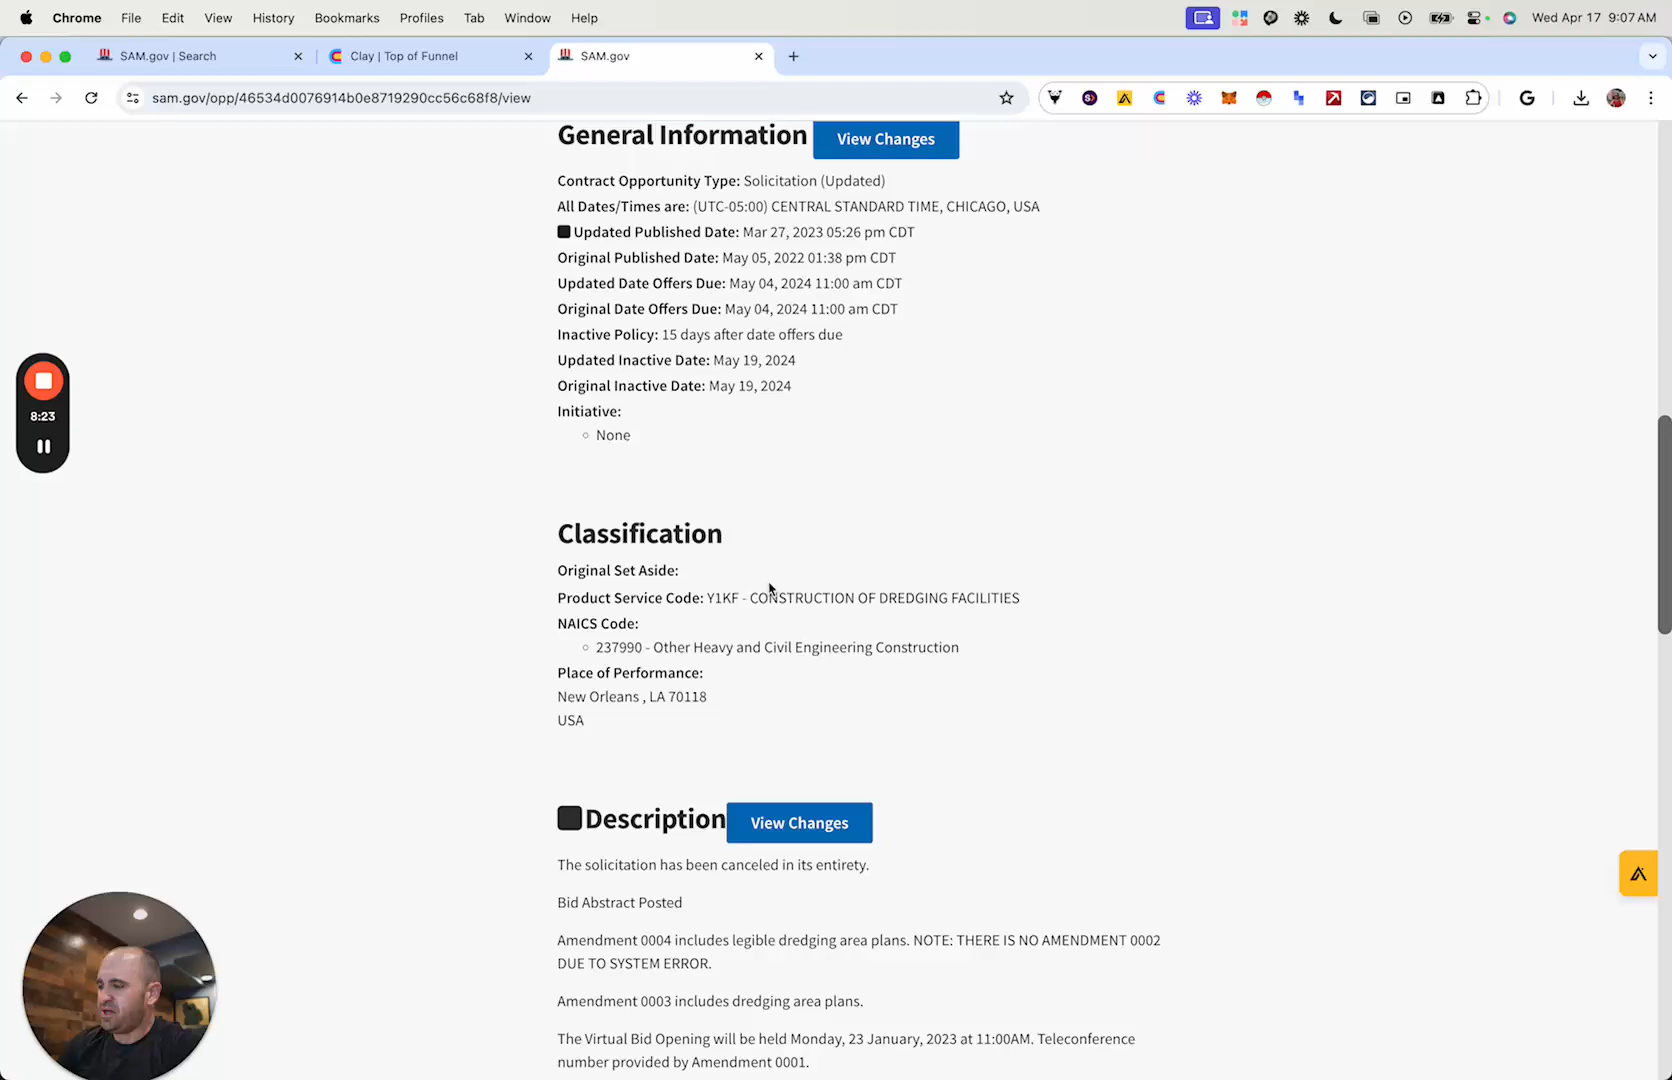 Chrome File Edit View History Bookmarks Profiles Tab Window Help Wed Apr 17 9:07 AM
SAM.gov | Search Clay | Top of Funnel SAM.gov
sam.gov/opp/46534d0076914b0e8719290cc56c68f8/view
General Information View Changes
Contract Opportunity Type: Solicitation (Updated)
All Dates/Times are: (UTC-05:00) CENTRAL STANDARD TIME, CHICAGO, USA
Updated Published Date: Mar 27, 2023 05:26 pm CDT
Original Published Date: May 05, 2022 01:38 pm CDT
Updated Date Offers Due: May 04, 2024 11:00 am CDT
Original Date Offers Due: May 04, 2024 11:00 am CDT
Inactive Policy: 15 days after date offers due
Updated Inactive Date: May 19, 2024
Original Inactive Date: May 19, 2024
Initiative:
None
8:23
Classification
Original Set Aside:
Product Service Code: Y1KF - CONSTRUCTION OF DREDGING FACILITIES
NAICS Code:
237990 - Other Heavy and Civil Engineering Construction
Place of Performance:
New Orleans , LA 70118
USA
Description View Changes
The solicitation has been canceled in its entirety.
Bid Abstract Posted
Amendment 0004 includes legible dredging area plans. NOTE: THERE IS NO AMENDMENT 0002
DUE TO SYSTEM ERROR.
Amendment 0003 includes dredging area plans.
The Virtual Bid Opening will be held Monday, 23 January, 2023 at 11:00AM. Teleconference
number provided by Amendment 0001.